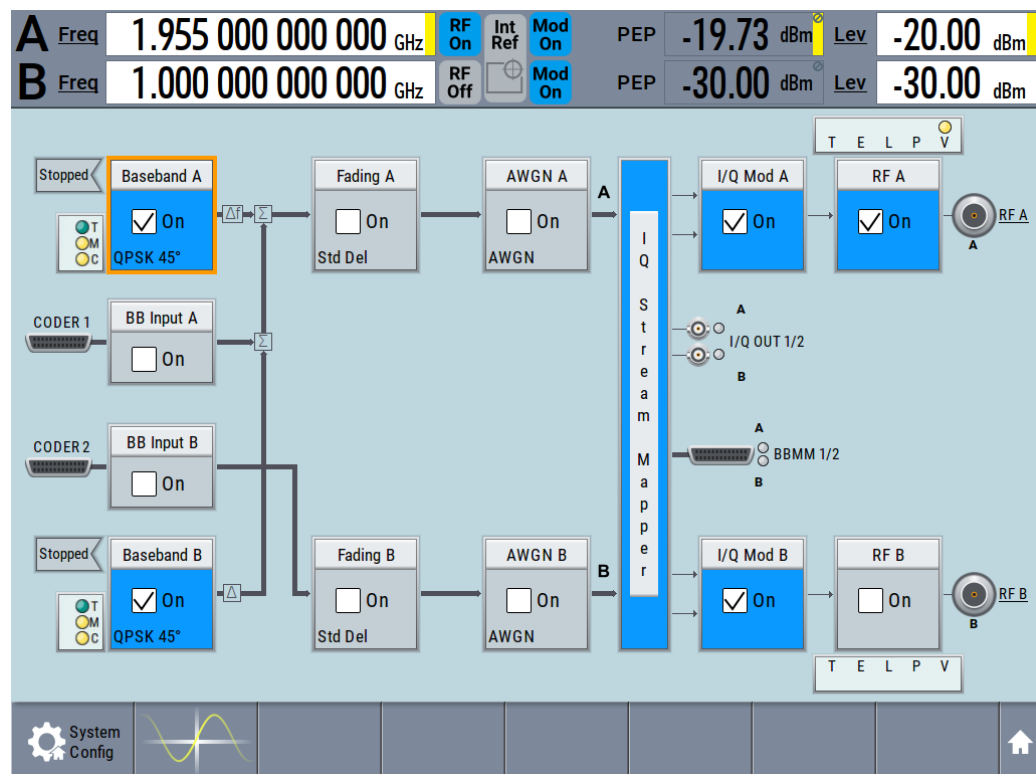 A Freq 1.955 000 000 000 GHz RF On Int Ref Mod On PEP -19.73 dBm Lev -20.00 dBm
B Freq 1.000 000 000 000 GHz RF Off Mod On PEP -30.00 dBm Lev -30.00 dBm
T E L P V
Stopped Baseband A Fading A AWGN A I/Q Mod A RF A
A
On On On On On RF A
T
M
C
Δf Σ
A
QPSK 45° Std Del AWGN
IQ Stream Mapper
CODER 1 BB Input A
On
Σ
A
I/Q OUT 1/2
B
CODER 2 BB Input B
On
A
BBMM 1/2
B
Stopped Baseband B Fading B AWGN B I/Q Mod B RF B
B
On On On On On RF B
T
M
C
Δ
B
QPSK 45° Std Del AWGN
T E L P V
System
Config